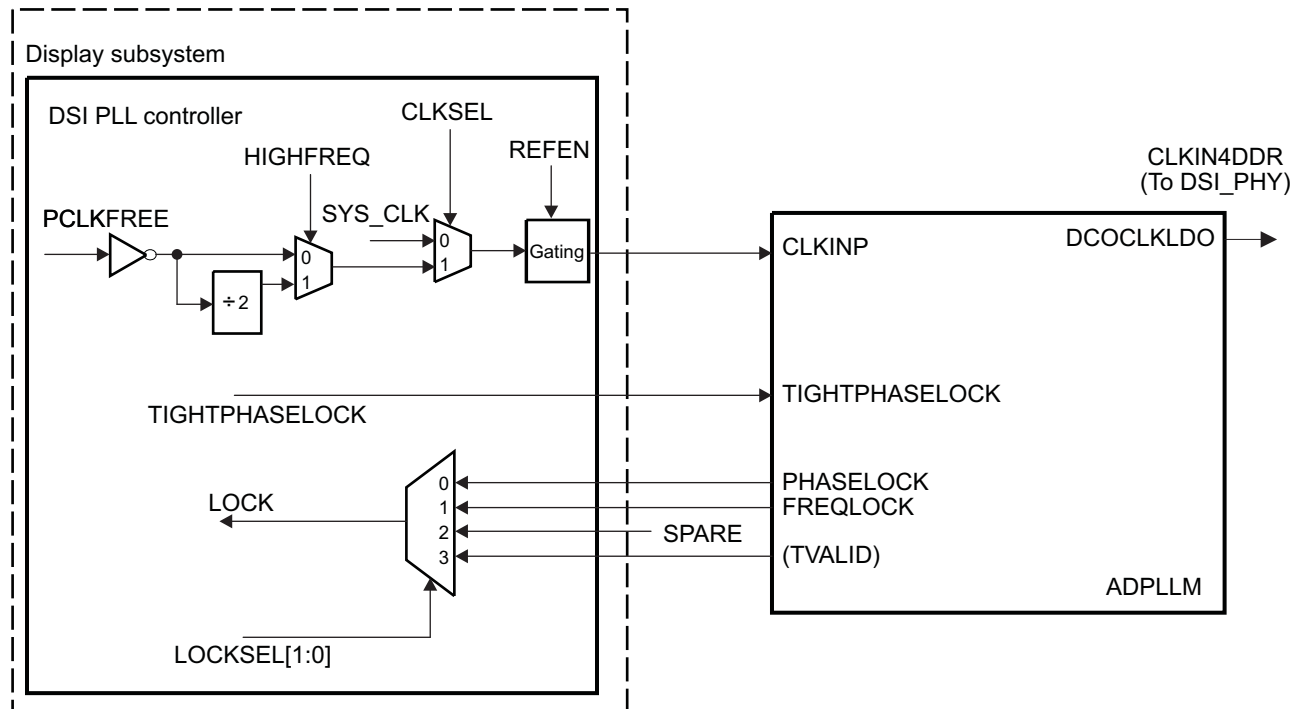 Display subsystem
DSI PLL controller
CLKSEL
HIGHFREQ
REFEN
CLKIN4DDR
(To DSI_PHY)
PCLKFREE
SYS_CLK
0
1
÷2
0
1
Gating
CLKINP
DCOCLKLDO
TIGHTPHASELOCK
TIGHTPHASELOCK
LOCK
0
1
2
3
PHASELOCK
FREQLOCK
SPARE
(TVALID)
ADPLLM
LOCKSEL[1:0]